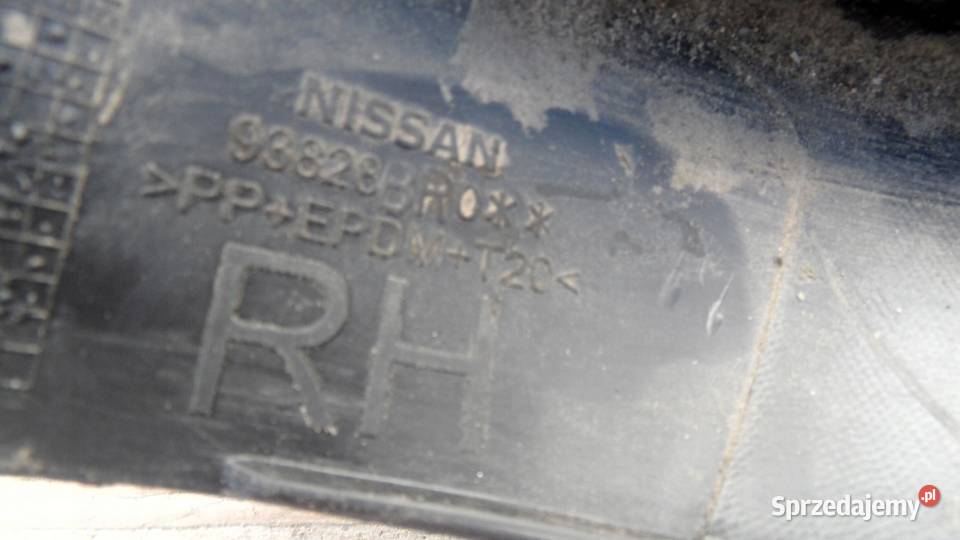 NISSAN
93828BR0**
>PP+EPDM+T20<
RH
Sprzedajemy.pl